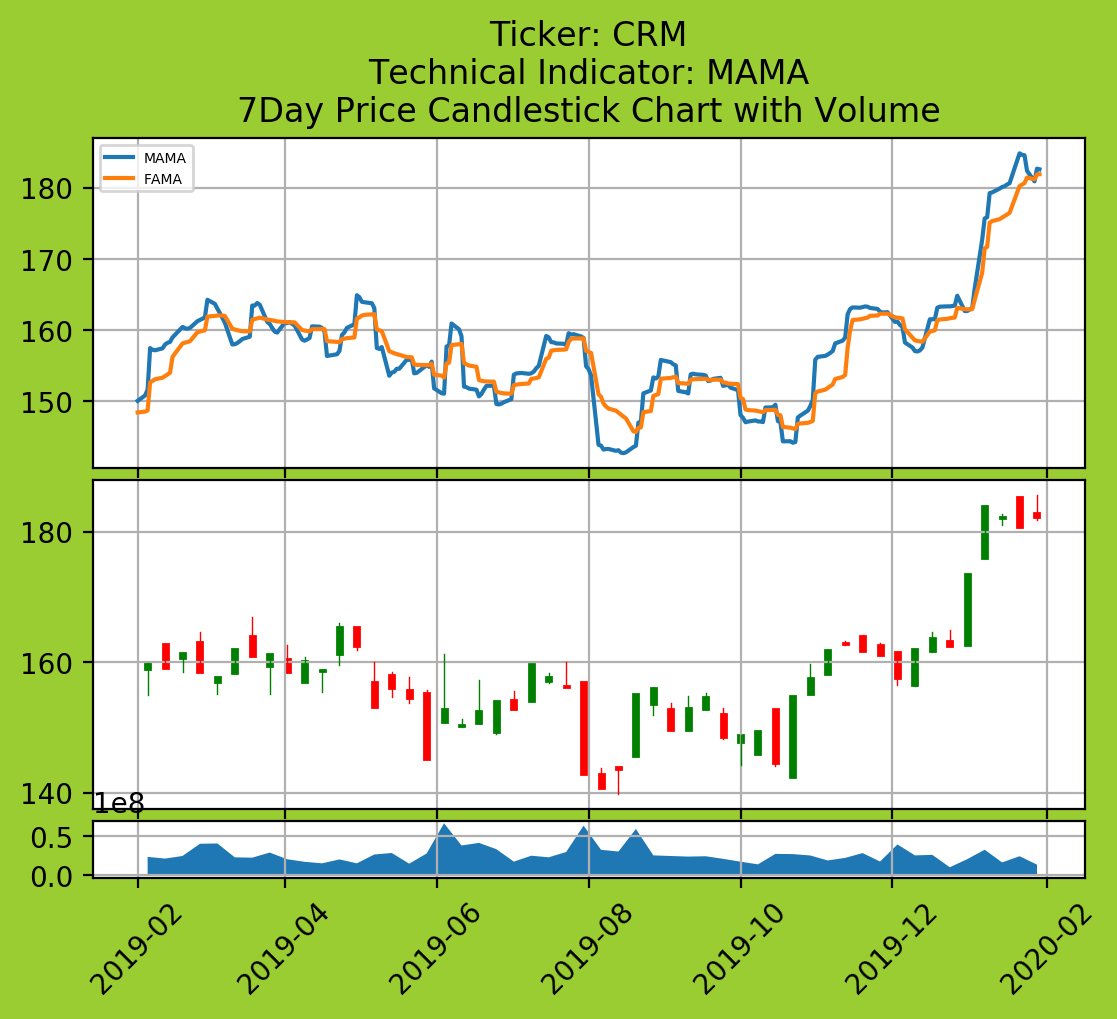 Ticker: CRM
Technical Indicator: MAMA
7Day Price Candlestick Chart with Volume
MAMA
FAMA
180
170
160
150
180
160
140
1e8
0.5
0.0
2019-02
2019-04
2019-06
2019-08
2019-10
2019-12
2020-02